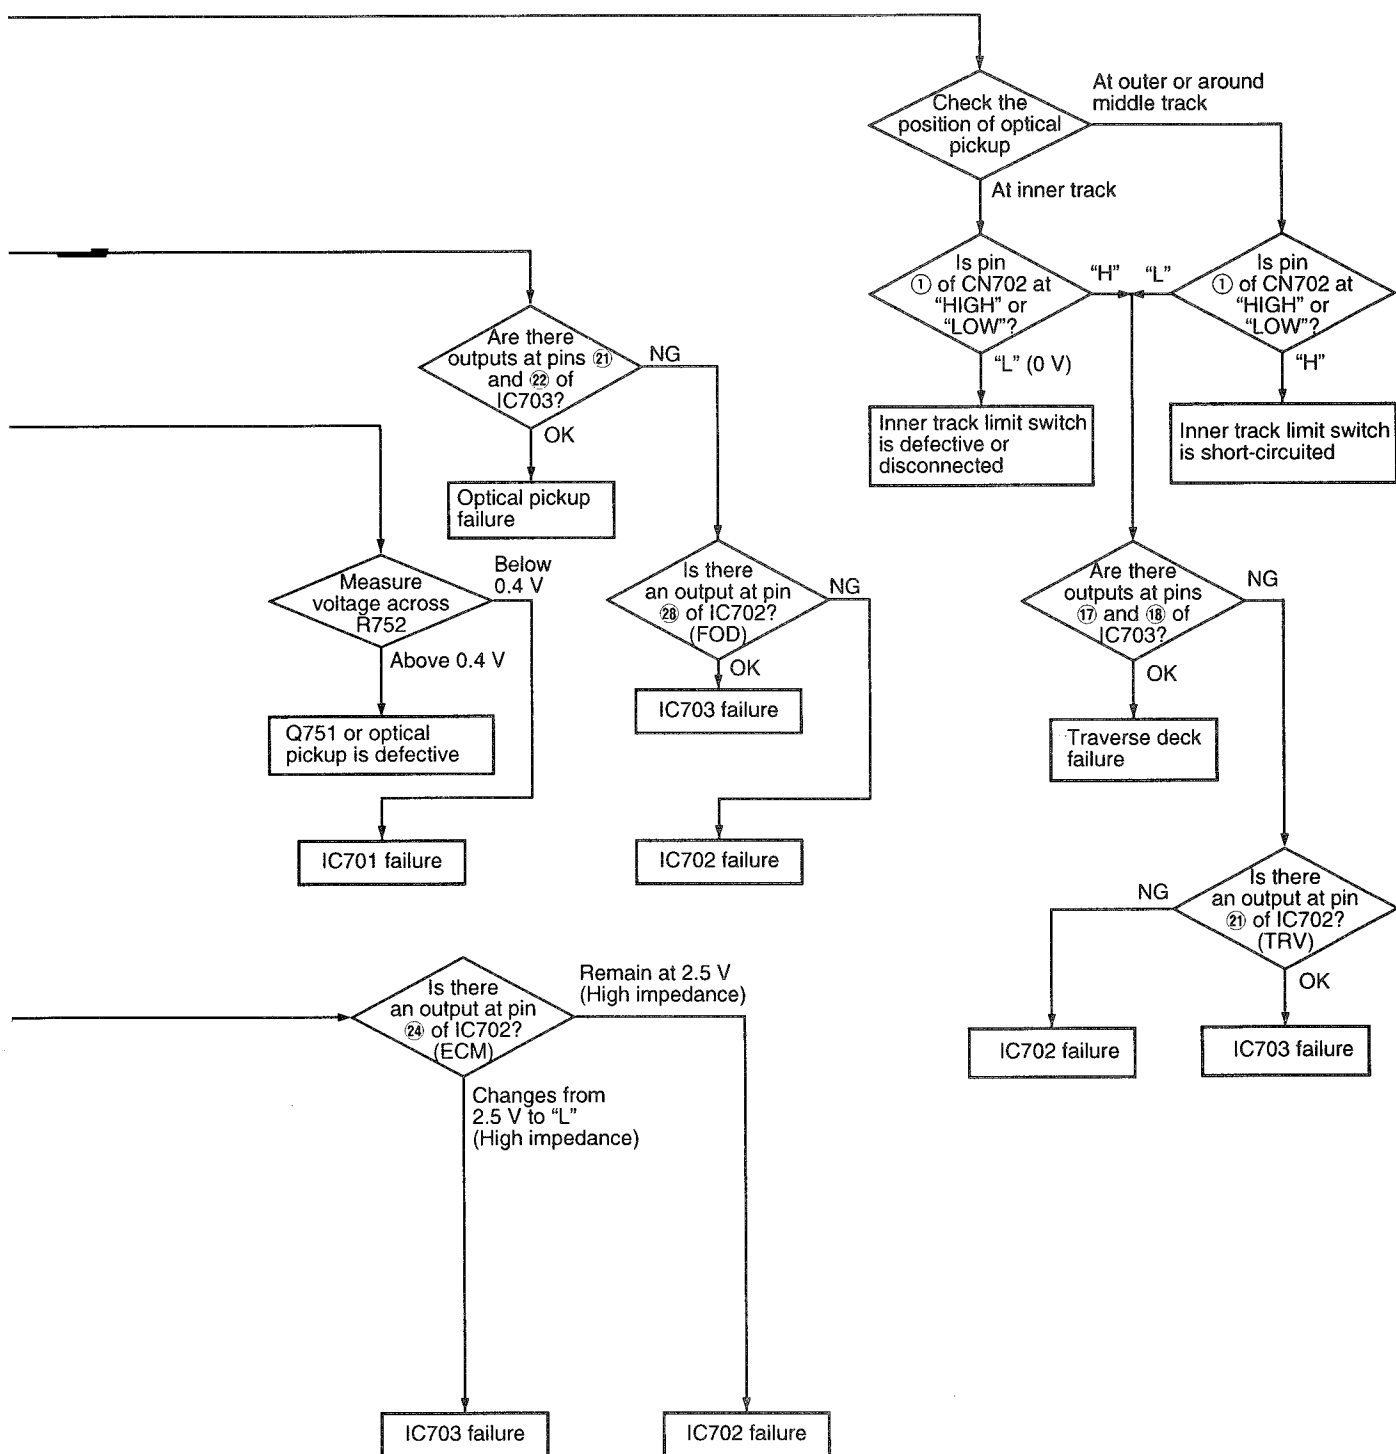 Check the
position of optical
pickup
At outer or around
middle track
At inner track
Is pin
① of CN702 at
“HIGH” or
“LOW”?
“H”
“L”
Is pin
① of CN702 at
“HIGH” or
“LOW”?
“L” (0 V)
“H”
Inner track limit switch
is defective or
disconnected
Inner track limit switch
is short-circuited
Are there
outputs at pins ㉑
and ㉒ of
IC703?
NG
OK
Optical pickup
failure
Measure
voltage across
R752
Below
0.4 V
Above 0.4 V
Q751 or optical
pickup is defective
IC701 failure
Is there
an output at pin
㉘ of IC702?
(FOD)
NG
OK
IC703 failure
IC702 failure
Are there
outputs at pins
⑰ and ⑱ of
IC703?
NG
OK
Traverse deck
failure
Is there
an output at pin
㉑ of IC702?
(TRV)
NG
OK
IC702 failure
IC703 failure
Is there
an output at pin
㉔ of IC702?
(ECM)
Remain at 2.5 V
(High impedance)
Changes from
2.5 V to “L”
(High impedance)
IC703 failure
IC702 failure